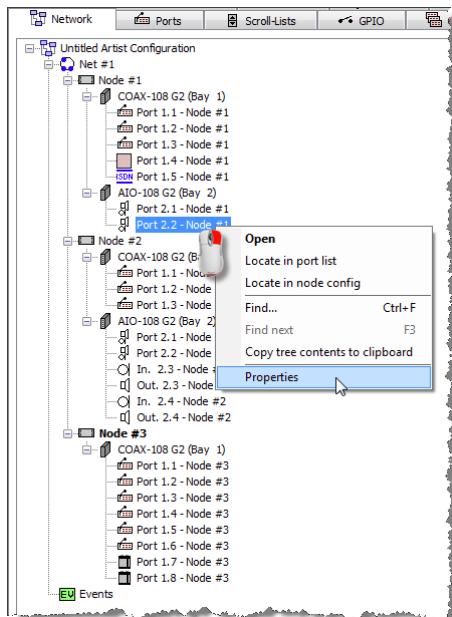 Network Ports Scroll-Lists GPIO
Untitled Artist Configuration
Net #1
Node #1
COAX-108 G2 (Bay 1)
Port 1.1 - Node #1
Port 1.2 - Node #1
Port 1.3 - Node #1
Port 1.4 - Node #1
ISDN Port 1.5 - Node #1
AIO-108 G2 (Bay 2)
Port 2.1 - Node #1
Port 2.2 - Node #1
Node #2
COAX-108 G2 (B
Port 1.1 - Nod
Port 1.2 - Node
Port 1.3 - Node
AIO-108 G2 (Bay 2)
Port 2.1 - Node
Port 2.2 - Node
In. 2.3 - Node #
Out. 2.3 - Node
In. 2.4 - Node #2
Out. 2.4 - Node #2
Open
Locate in port list
Locate in node config
Find... Ctrl+F
Find next F3
Copy tree contents to clipboard
Properties
Node #3
COAX-108 G2 (Bay 1)
Port 1.1 - Node #3
Port 1.2 - Node #3
Port 1.3 - Node #3
Port 1.4 - Node #3
Port 1.5 - Node #3
Port 1.6 - Node #3
Port 1.7 - Node #3
Port 1.8 - Node #3
EV Events